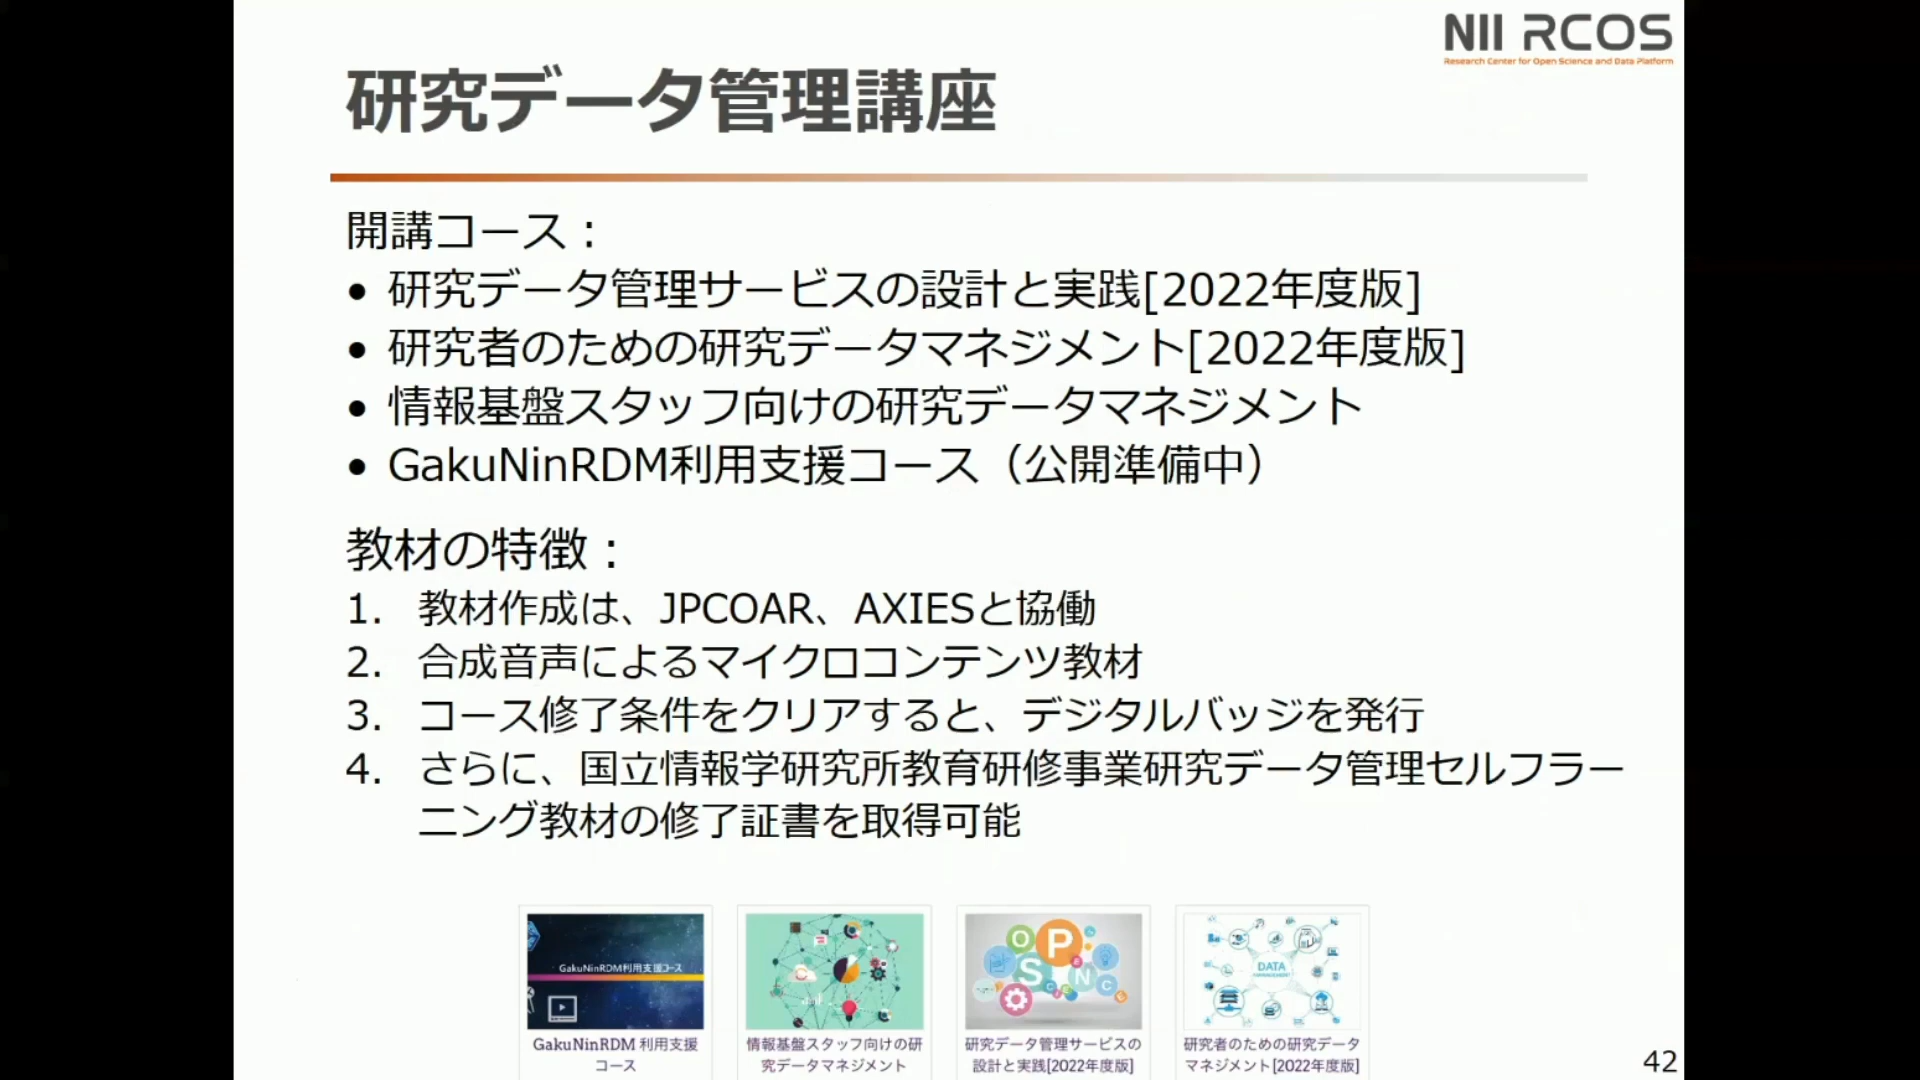 NII RCOS
Research Center for Open Science and Data Platform
研究データ管理講座
開講コース：
• 研究データ管理サービスの設計と実践[2022年度版]
• 研究者のための研究データマネジメント[2022年度版]
• 情報基盤スタッフ向けの研究データマネジメント
• GakuNinRDM利用支援コース（公開準備中）
教材の特徴：
1. 教材作成は、JPCOAR、AXIESと協働
2. 合成音声によるマイクロコンテンツ教材
3. コース修了条件をクリアすると、デジタルバッジを発行
4. さらに、国立情報学研究所教育研修事業研究データ管理セルフラー
ニング教材の修了証書を取得可能
GakuNinRDM利用支援コース
DATA
MANAGEMENT
GakuNinRDM 利用支援
コース
情報基盤スタッフ向けの研
究データマネジメント
研究データ管理サービスの
設計と実践[2022年度版]
研究者のための研究データ
マネジメント[2022年度版]
42